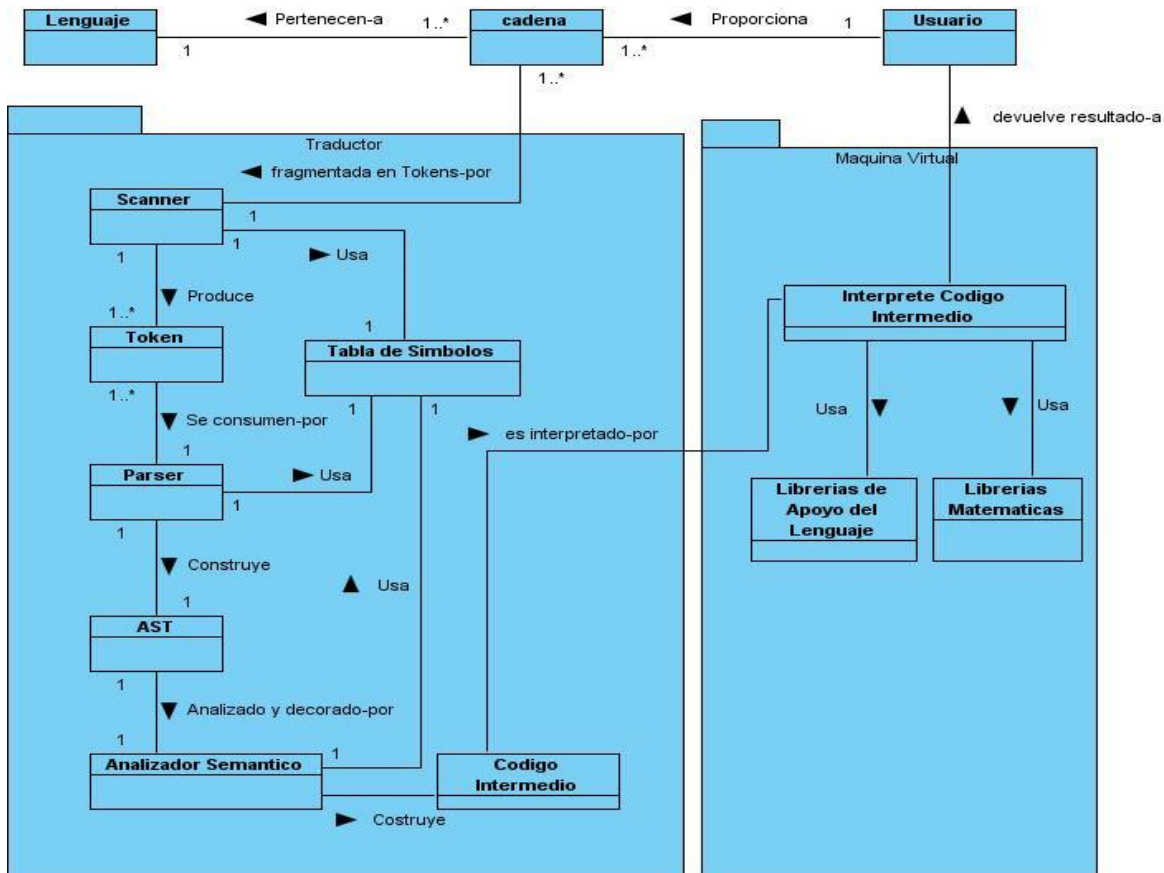 Lenguaje
◄ Pertenecen-a
1..*
cadena
◄ Proporciona
1
Usuario
1
1..*
1..*
▲ devuelve resultado-a
Traductor
Maquina Virtual
◄ fragmentada en Tokens-por
Scanner
1
1
1
► Usa
▼ Produce
Interprete Codigo
Intermedio
1..*
1
Token
Tabla de Simbolos
1..*
1
1
Usa ▼
▼ Usa
▼ Se consumen-por
► es interpretado-por
1
Parser
► Usa
1
1
Librerias de
Apoyo del
Lenguaje
Librerias
Matematicas
▼ Construye
▲ Usa
1
AST
1
▼ Analizado y decorado-por
1
1
Analizador Semantico
Codigo
Intermedio
► Costruye